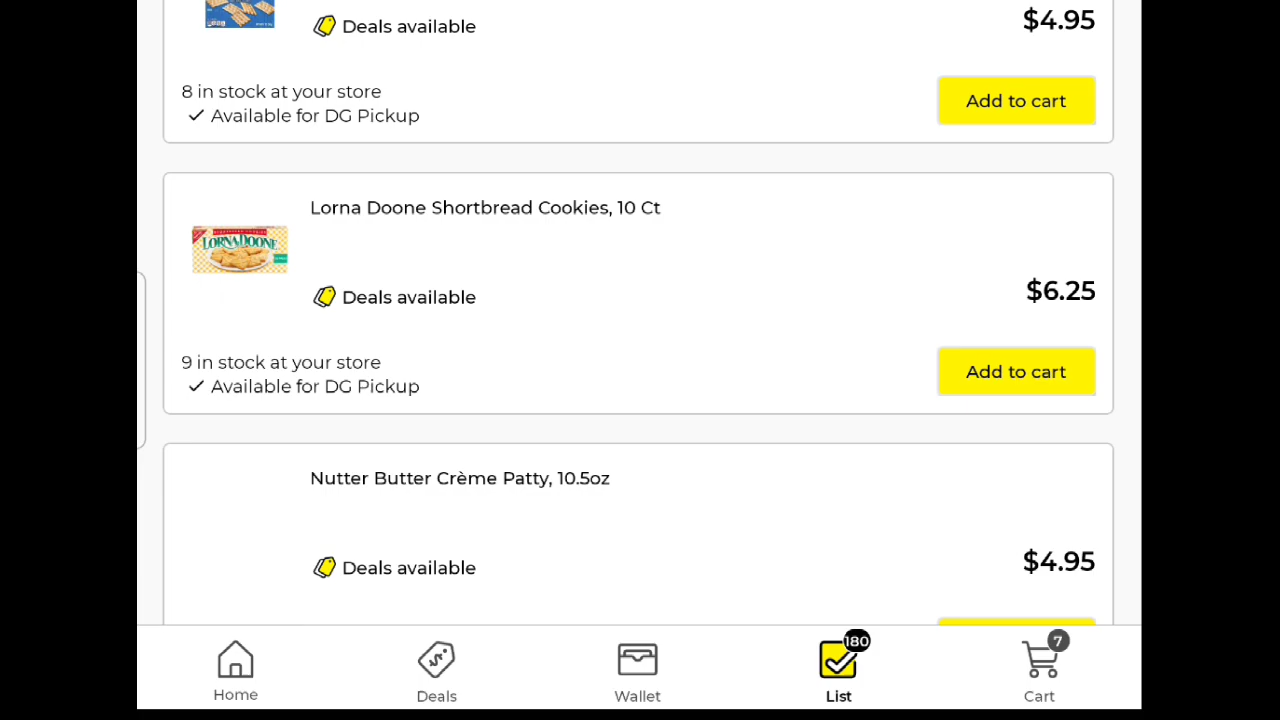 Deals available
$4.95
8 in stock at your store
Available for DG Pickup
Add to cart
Lorna Doone Shortbread Cookies, 10 Ct
LORNA DOONE
Deals available
$6.25
9 in stock at your store
Available for DG Pickup
Add to cart
Nutter Butter Crème Patty, 10.5oz
Deals available
$4.95
180
7
Home
Deals
Wallet
List
Cart